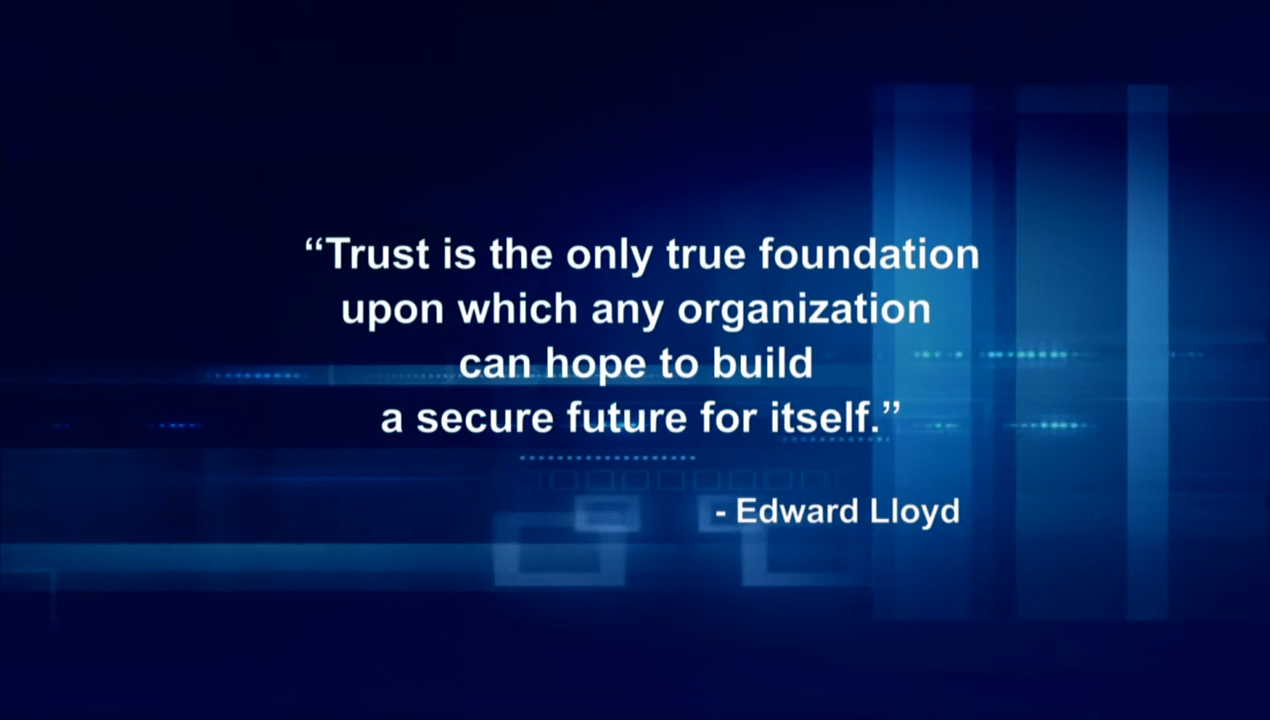 “Trust is the only true foundation
upon which any organization
can hope to build
a secure future for itself.”
- Edward Lloyd